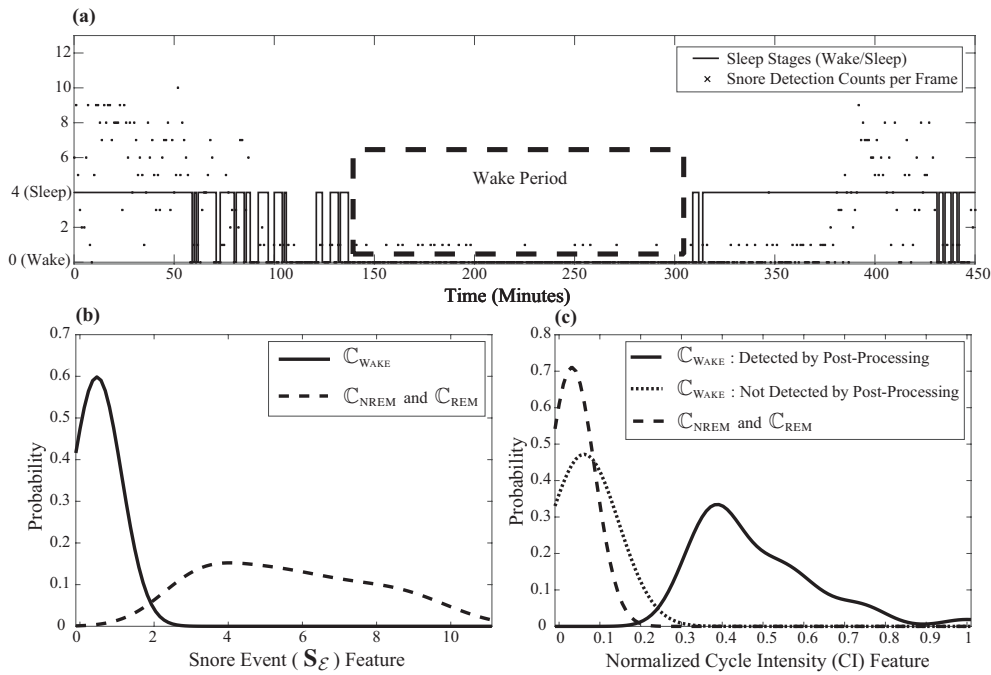 (a)
12
10
8
6
4 (Sleep)
2
0 (Wake)
Sleep Stages (Wake/Sleep)
× Snore Detection Counts per Frame
Wake Period
0 50 100 150 200 250 300 350 400 450
Time (Minutes)
(b)
0.7
0.6
0.5
0.4
0.3
0.2
0.1
0
Probability
ℂWAKE
ℂNREM and ℂREM
0 2 4 6 8 10
Snore Event ( Sℰ ) Feature
(c)
0.8
0.7
0.6
0.5
0.4
0.3
0.2
0.1
0
Probability
ℂWAKE : Detected by Post-Processing
ℂWAKE : Not Detected by Post-Processing
ℂNREM and ℂREM
0 0.1 0.2 0.3 0.4 0.5 0.6 0.7 0.8 0.9 1
Normalized Cycle Intensity (CI) Feature